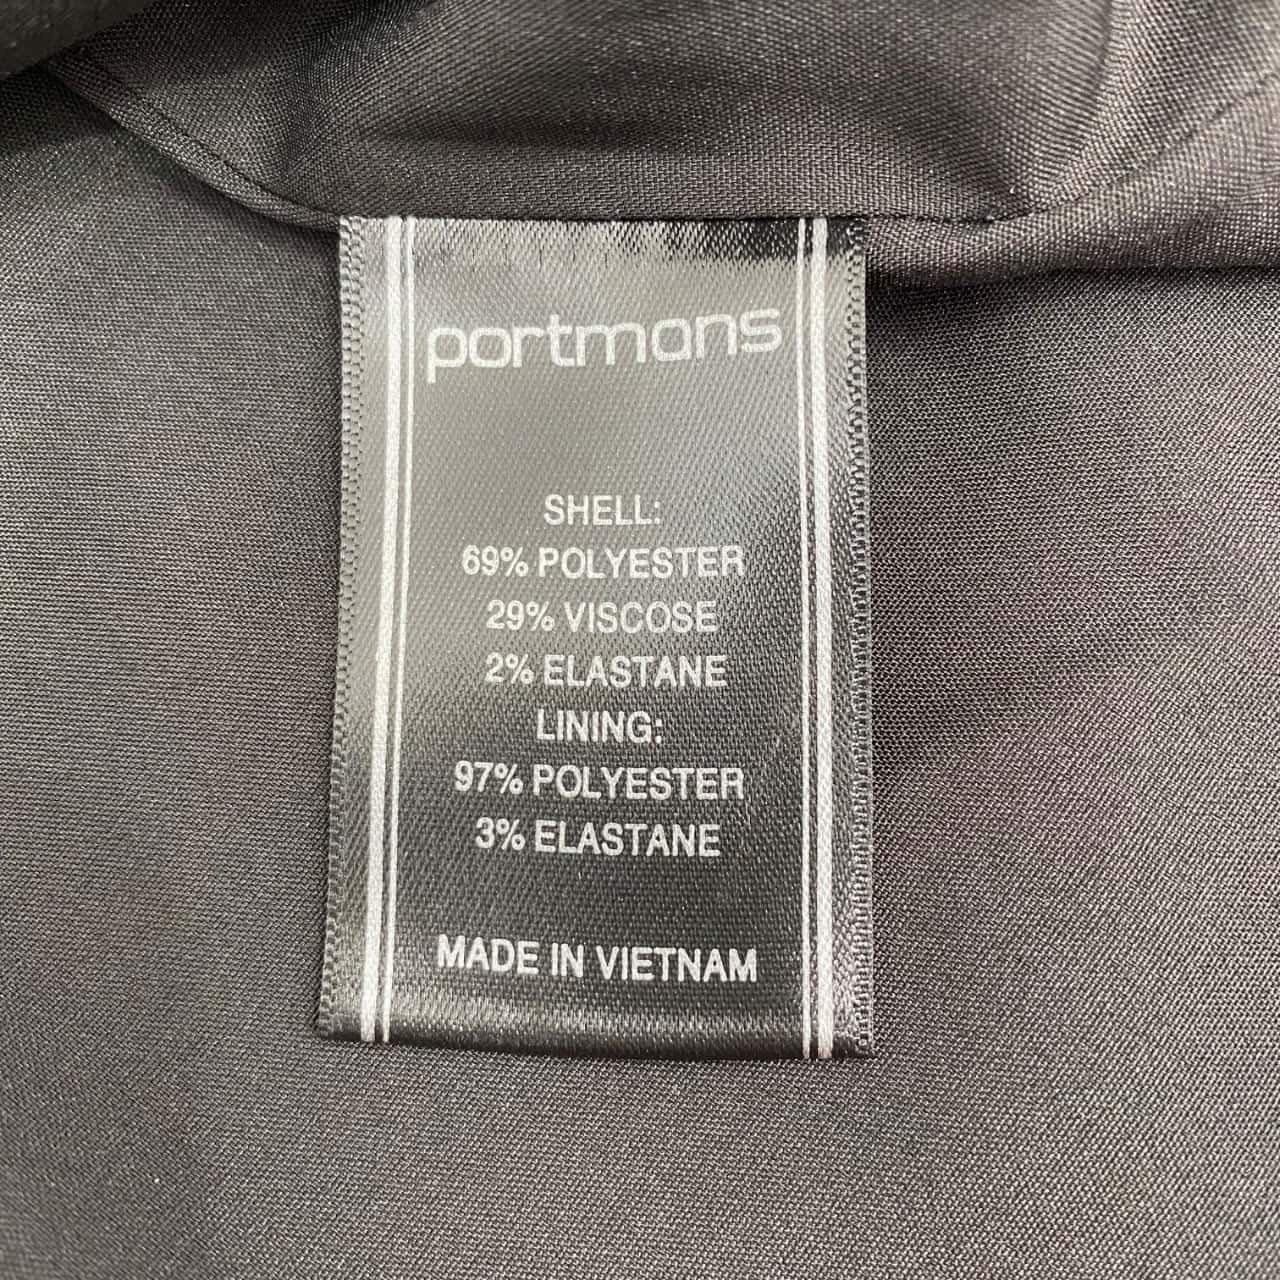 portmans
SHELL:
69% POLYESTER
29% VISCOSE
2% ELASTANE
LINING:
97% POLYESTER
3% ELASTANE
MADE IN VIETNAM